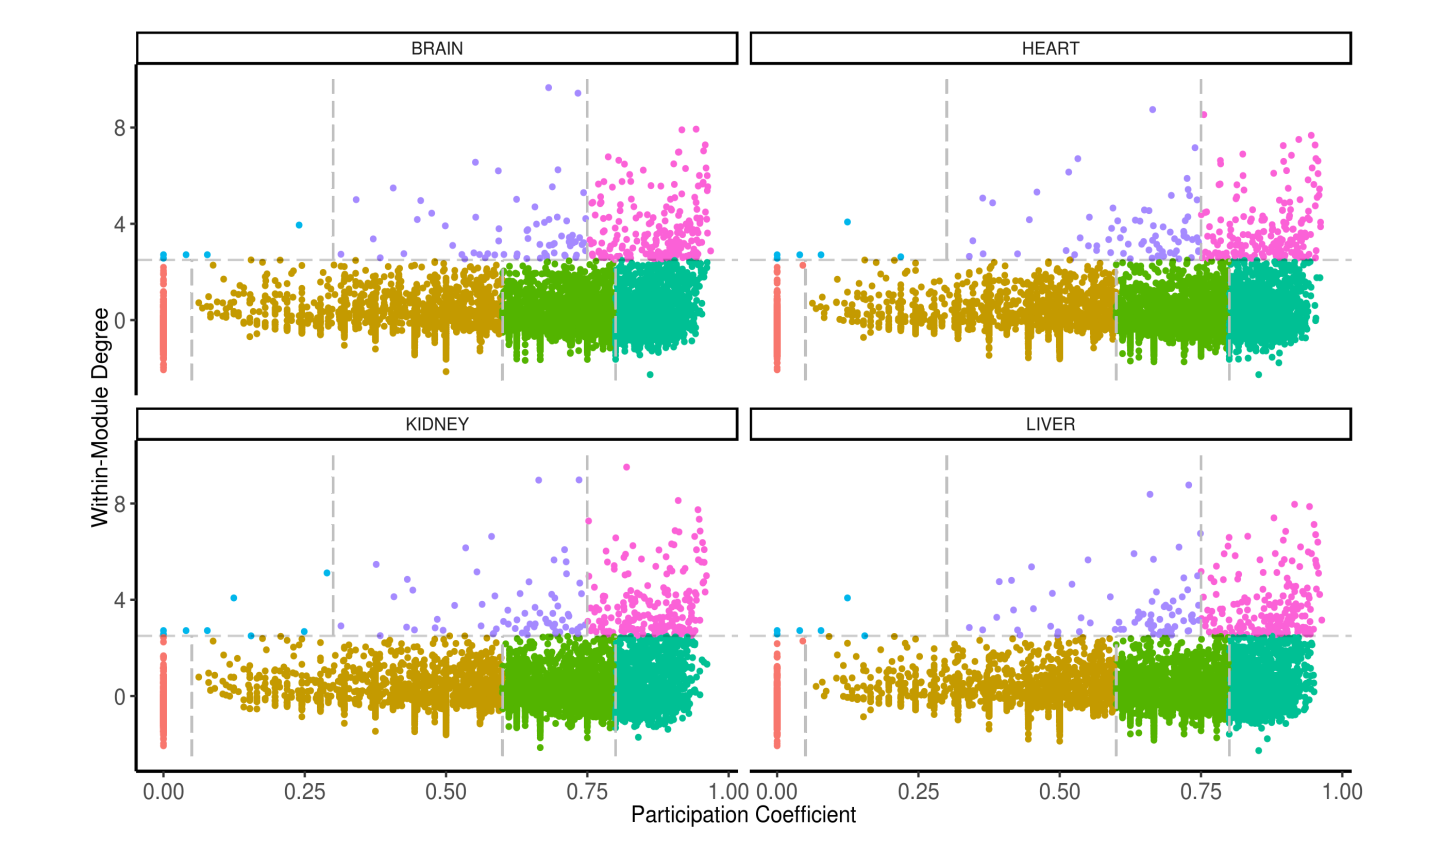 BRAIN
HEART
8
4
0
KIDNEY
LIVER
8
4
0
Within-Module Degree
0.00 0.25 0.50 0.75 1.00 0.00 0.25 0.50 0.75 1.00
Participation Coefficient